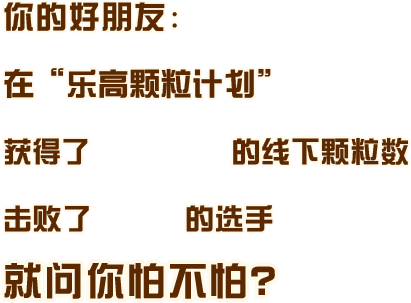 你的好朋友：
在“乐高颗粒计划”
获得了 的线下颗粒数
击败了 的选手
就问你怕不怕？